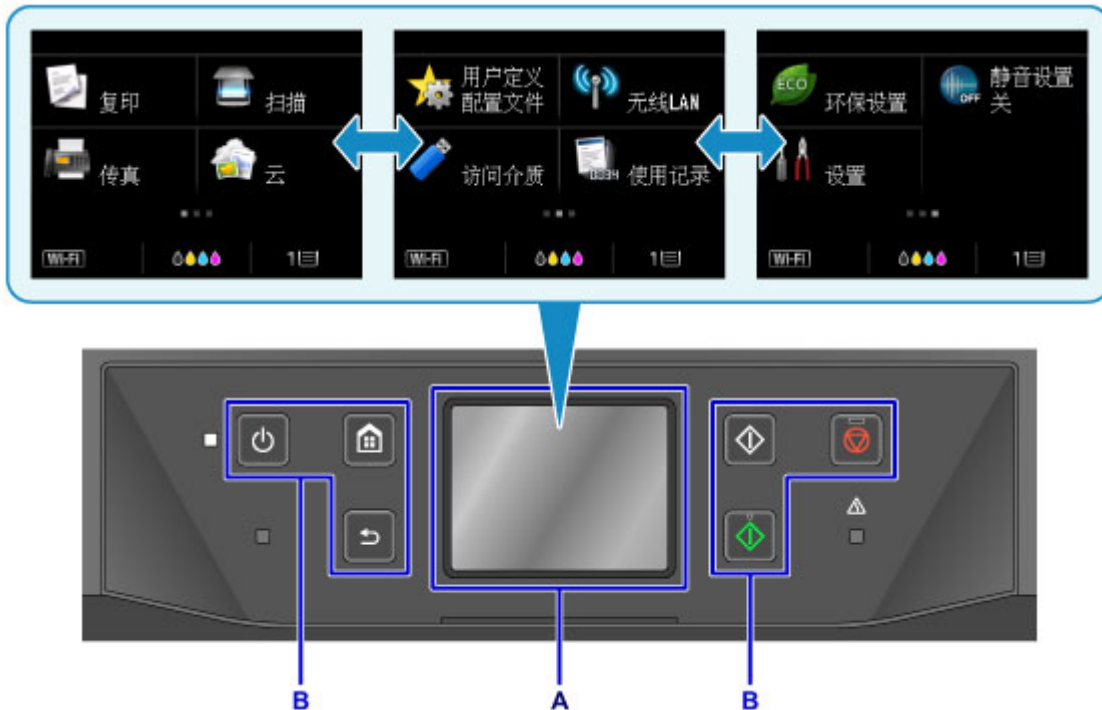 复印
扫描
传真
云
Wi-Fi
1
用户定义
配置文件
无线LAN
访问介质
使用记录
Wi-Fi
1
ECO
环保设置
OFF
静音设置
关
设置
Wi-Fi
1
B
A
B